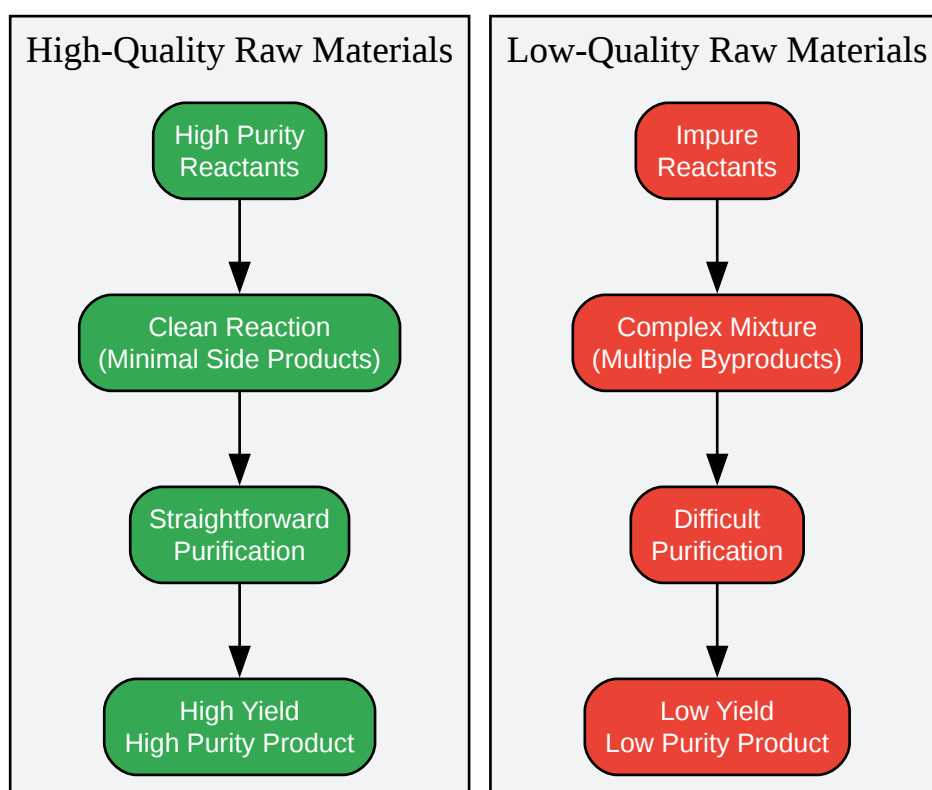 High-Quality Raw Materials
High Purity
Reactants
Clean Reaction
(Minimal Side Products)
Straightforward
Purification
High Yield
High Purity Product
Low-Quality Raw Materials
Impure
Reactants
Complex Mixture
(Multiple Byproducts)
Difficult
Purification
Low Yield
Low Purity Product